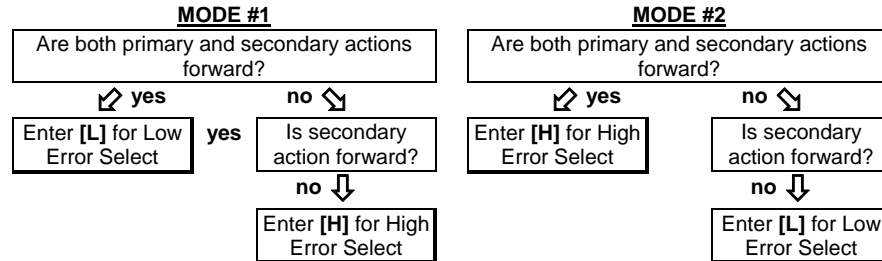 MODE #1
Are both primary and secondary actions
forward?
yes
no
Enter [L] for Low
Error Select
yes
Is secondary
action forward?
no
Enter [H] for High
Error Select
MODE #2
Are both primary and secondary actions
forward?
yes
no
Enter [H] for High
Error Select
Is secondary
action forward?
no
Enter [L] for Low
Error Select